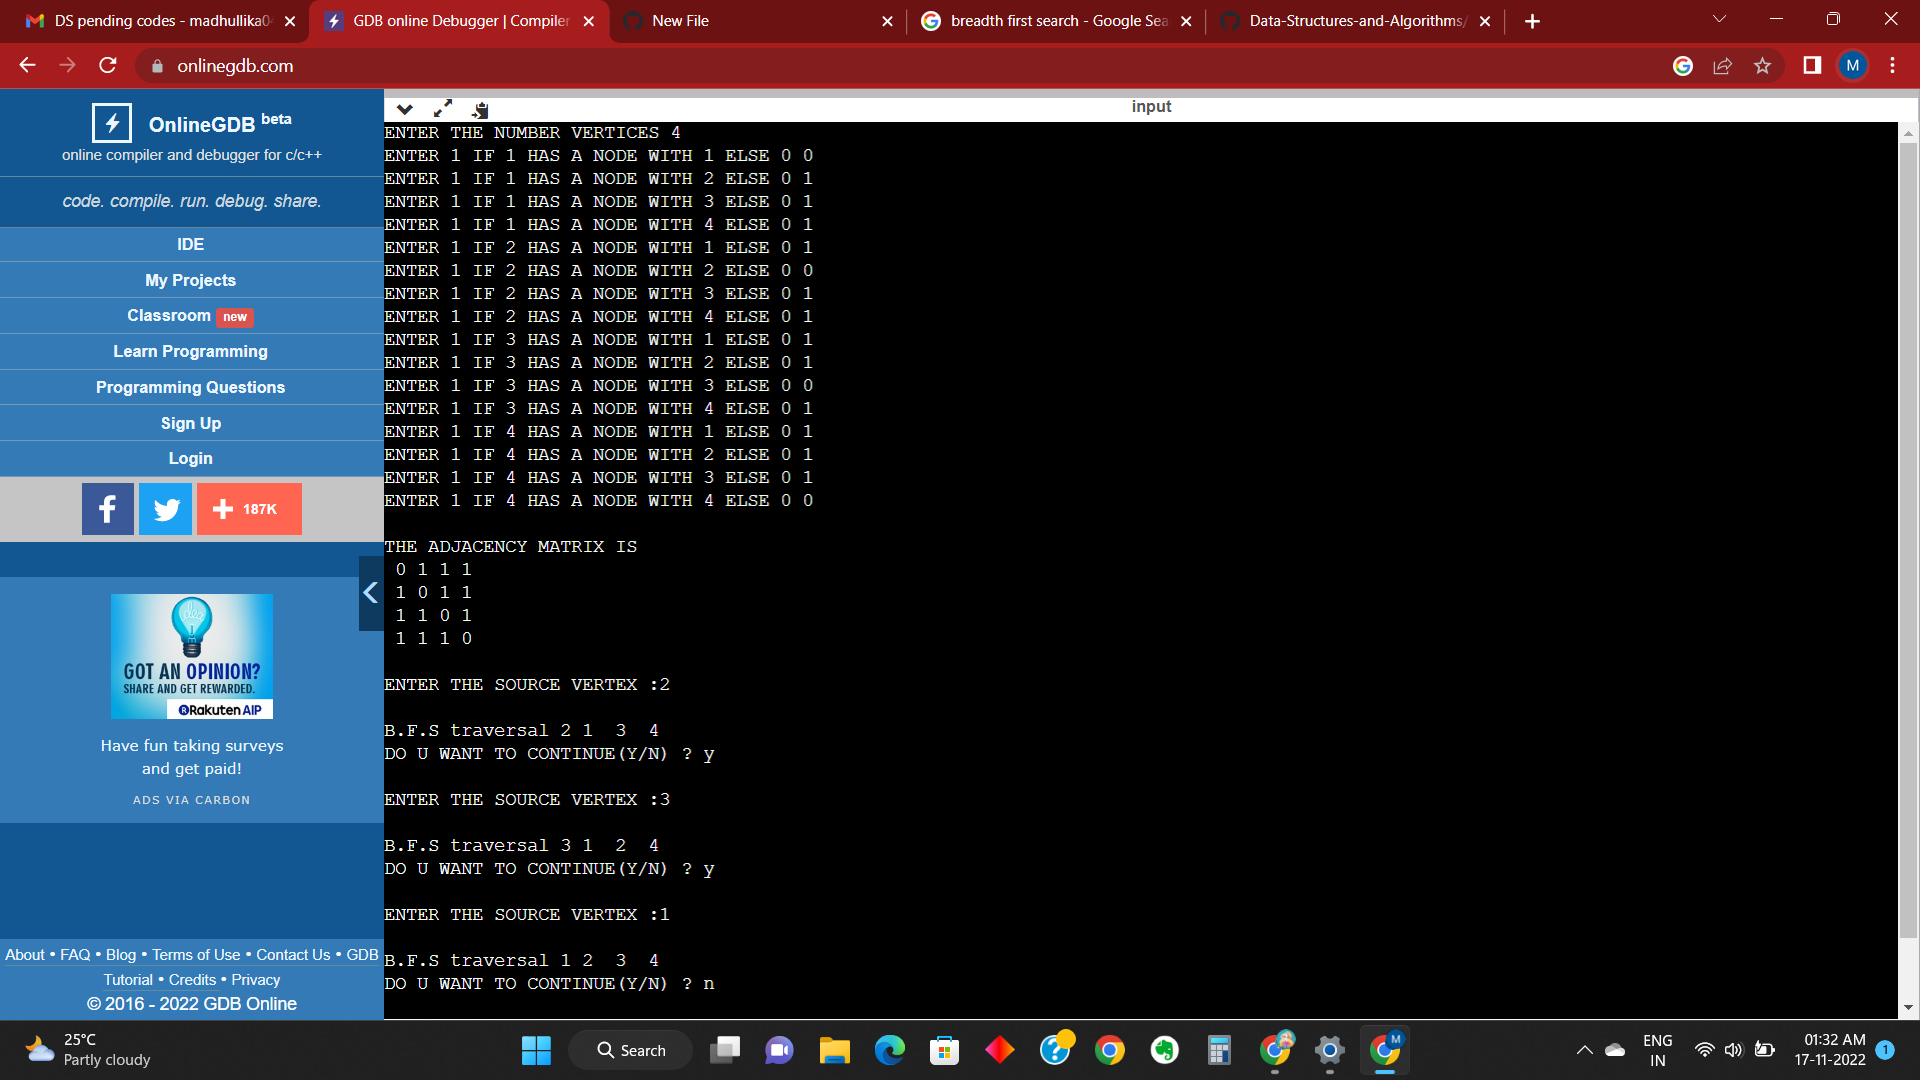 DS pending codes - madhullika0
GDB online Debugger | Compiler
New File
breadth first search - Google Sea
Data-Structures-and-Algorithms/
onlinegdb.com
M
OnlineGDB beta
online compiler and debugger for c/c++
code. compile. run. debug. share.
IDE
My Projects
Classroom new
Learn Programming
Programming Questions
Sign Up
Login
187K
idea
GOT AN OPINION?
SHARE AND GET REWARDED.
Rakuten AIP
Have fun taking surveys
and get paid!
ADS VIA CARBON
About • FAQ • Blog • Terms of Use • Contact Us • GDB
Tutorial • Credits • Privacy
© 2016 - 2022 GDB Online
input
ENTER THE NUMBER VERTICES 4
ENTER 1 IF 1 HAS A NODE WITH 1 ELSE 0 0
ENTER 1 IF 1 HAS A NODE WITH 2 ELSE 0 1
ENTER 1 IF 1 HAS A NODE WITH 3 ELSE 0 1
ENTER 1 IF 1 HAS A NODE WITH 4 ELSE 0 1
ENTER 1 IF 2 HAS A NODE WITH 1 ELSE 0 1
ENTER 1 IF 2 HAS A NODE WITH 2 ELSE 0 0
ENTER 1 IF 2 HAS A NODE WITH 3 ELSE 0 1
ENTER 1 IF 2 HAS A NODE WITH 4 ELSE 0 1
ENTER 1 IF 3 HAS A NODE WITH 1 ELSE 0 1
ENTER 1 IF 3 HAS A NODE WITH 2 ELSE 0 1
ENTER 1 IF 3 HAS A NODE WITH 3 ELSE 0 0
ENTER 1 IF 3 HAS A NODE WITH 4 ELSE 0 1
ENTER 1 IF 4 HAS A NODE WITH 1 ELSE 0 1
ENTER 1 IF 4 HAS A NODE WITH 2 ELSE 0 1
ENTER 1 IF 4 HAS A NODE WITH 3 ELSE 0 1
ENTER 1 IF 4 HAS A NODE WITH 4 ELSE 0 0
THE ADJACENCY MATRIX IS
0 1 1 1
1 0 1 1
1 1 0 1
1 1 1 0
ENTER THE SOURCE VERTEX :2
B.F.S traversal 2 1 3 4
DO U WANT TO CONTINUE(Y/N) ? y
ENTER THE SOURCE VERTEX :3
B.F.S traversal 3 1 2 4
DO U WANT TO CONTINUE(Y/N) ? y
ENTER THE SOURCE VERTEX :1
B.F.S traversal 1 2 3 4
DO U WANT TO CONTINUE(Y/N) ? n
25°C
Partly cloudy
Search
M
ENG
IN
01:32 AM
17-11-2022
1